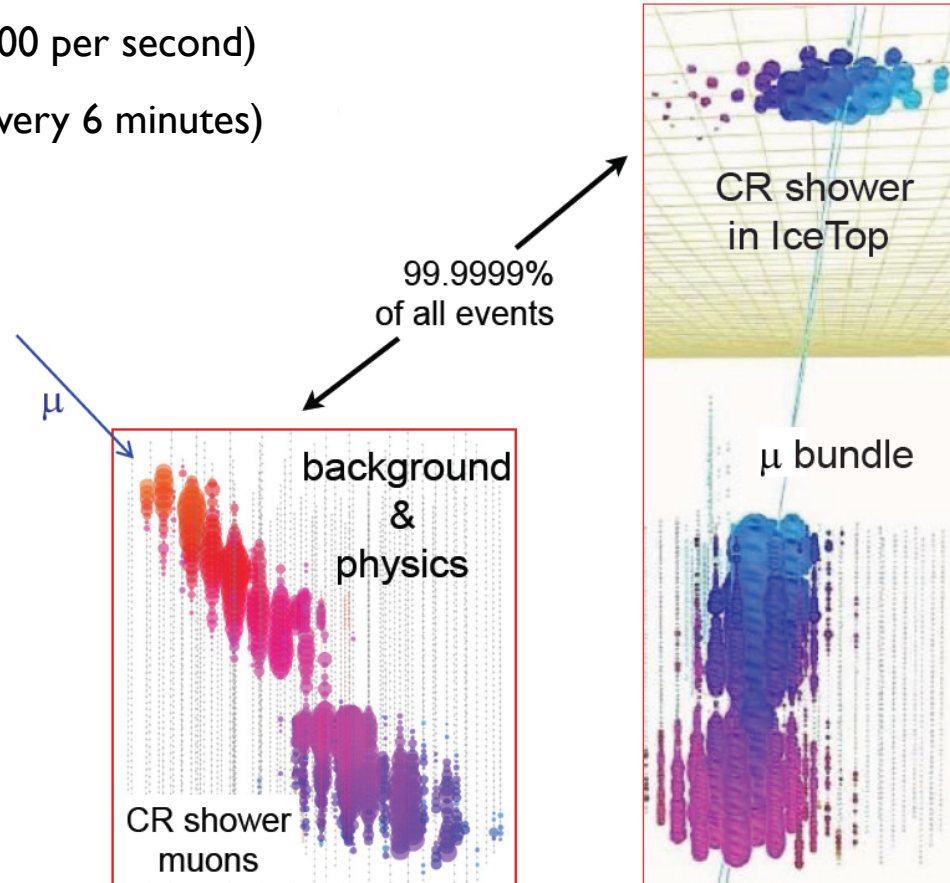 00 per second)
very 6 minutes)
CR shower
in IceTop
99.9999%
of all events
μ
μ bundle
background
&
physics
CR shower
muons